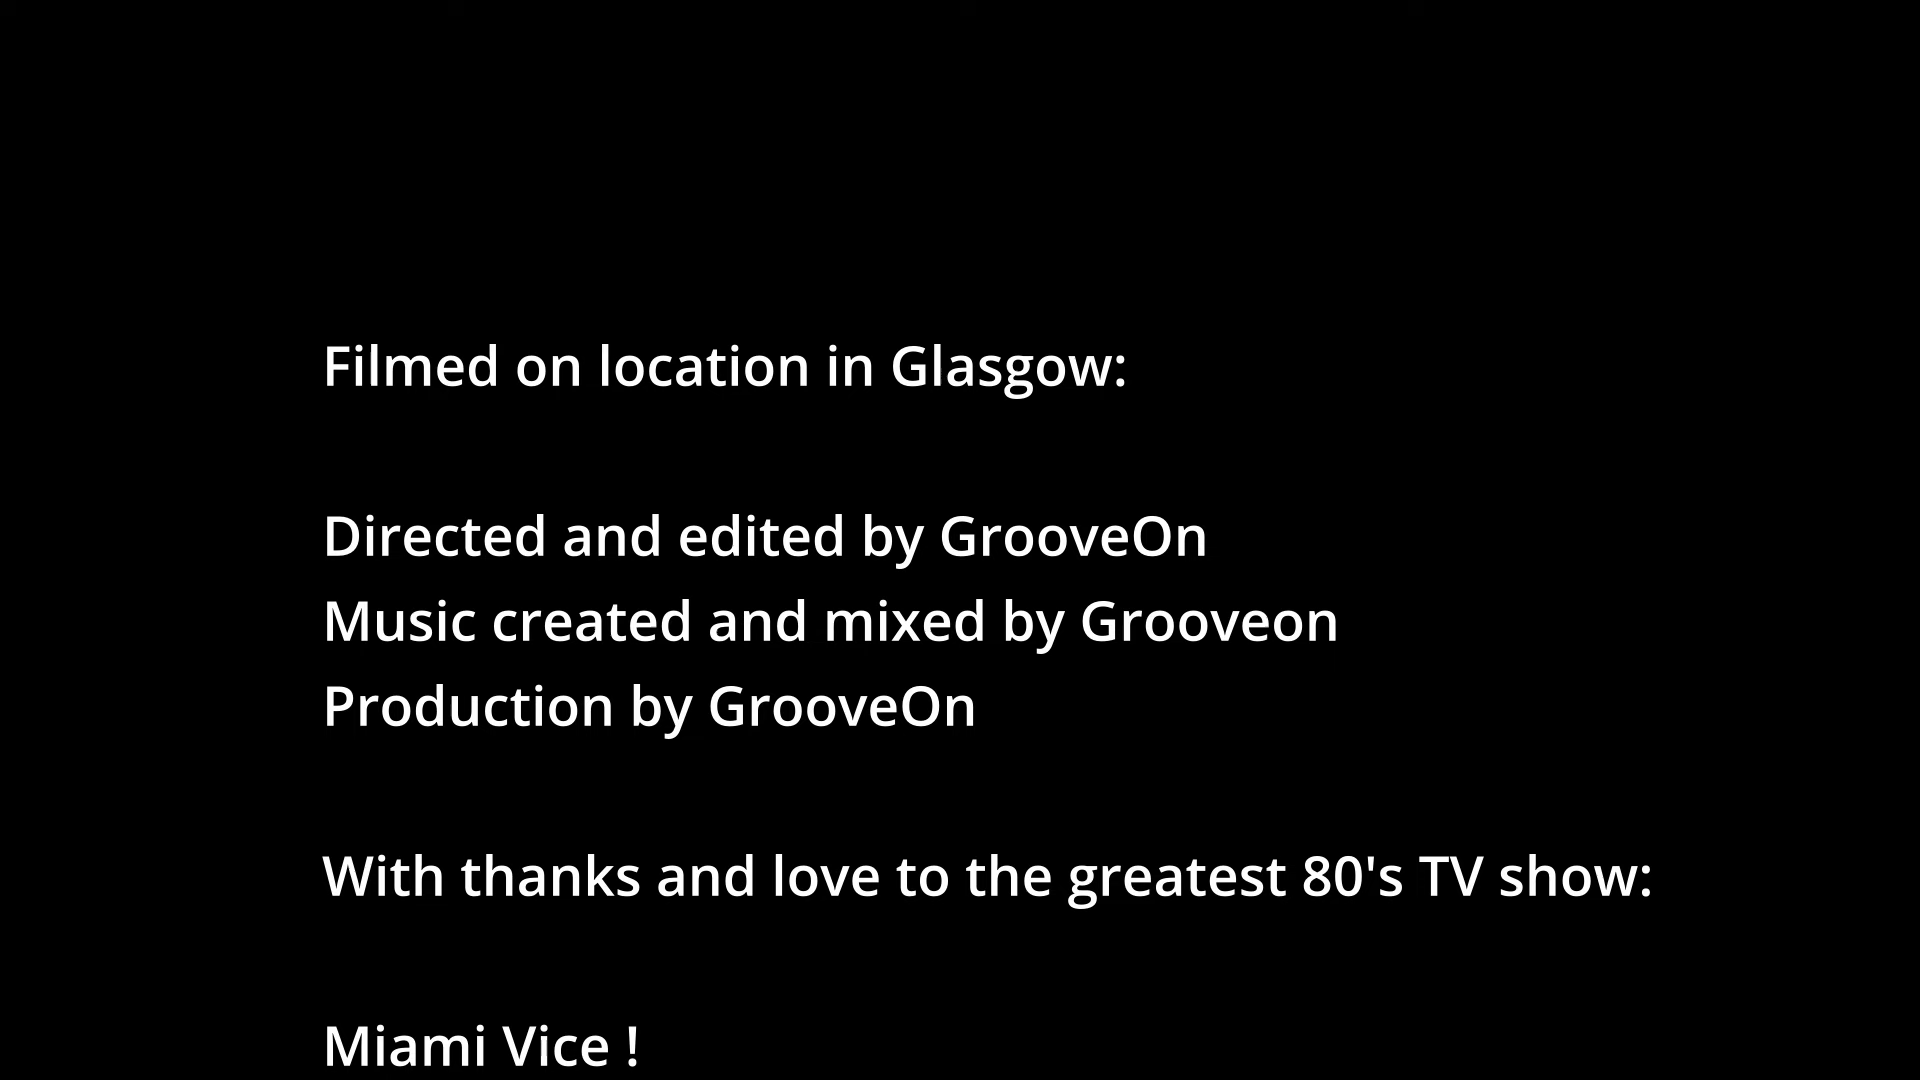 Filmed on location in Glasgow:
Directed and edited by GrooveOn
Music created and mixed by Grooveon
Production by GrooveOn
With thanks and love to the greatest 80's TV show:
Miami Vice !